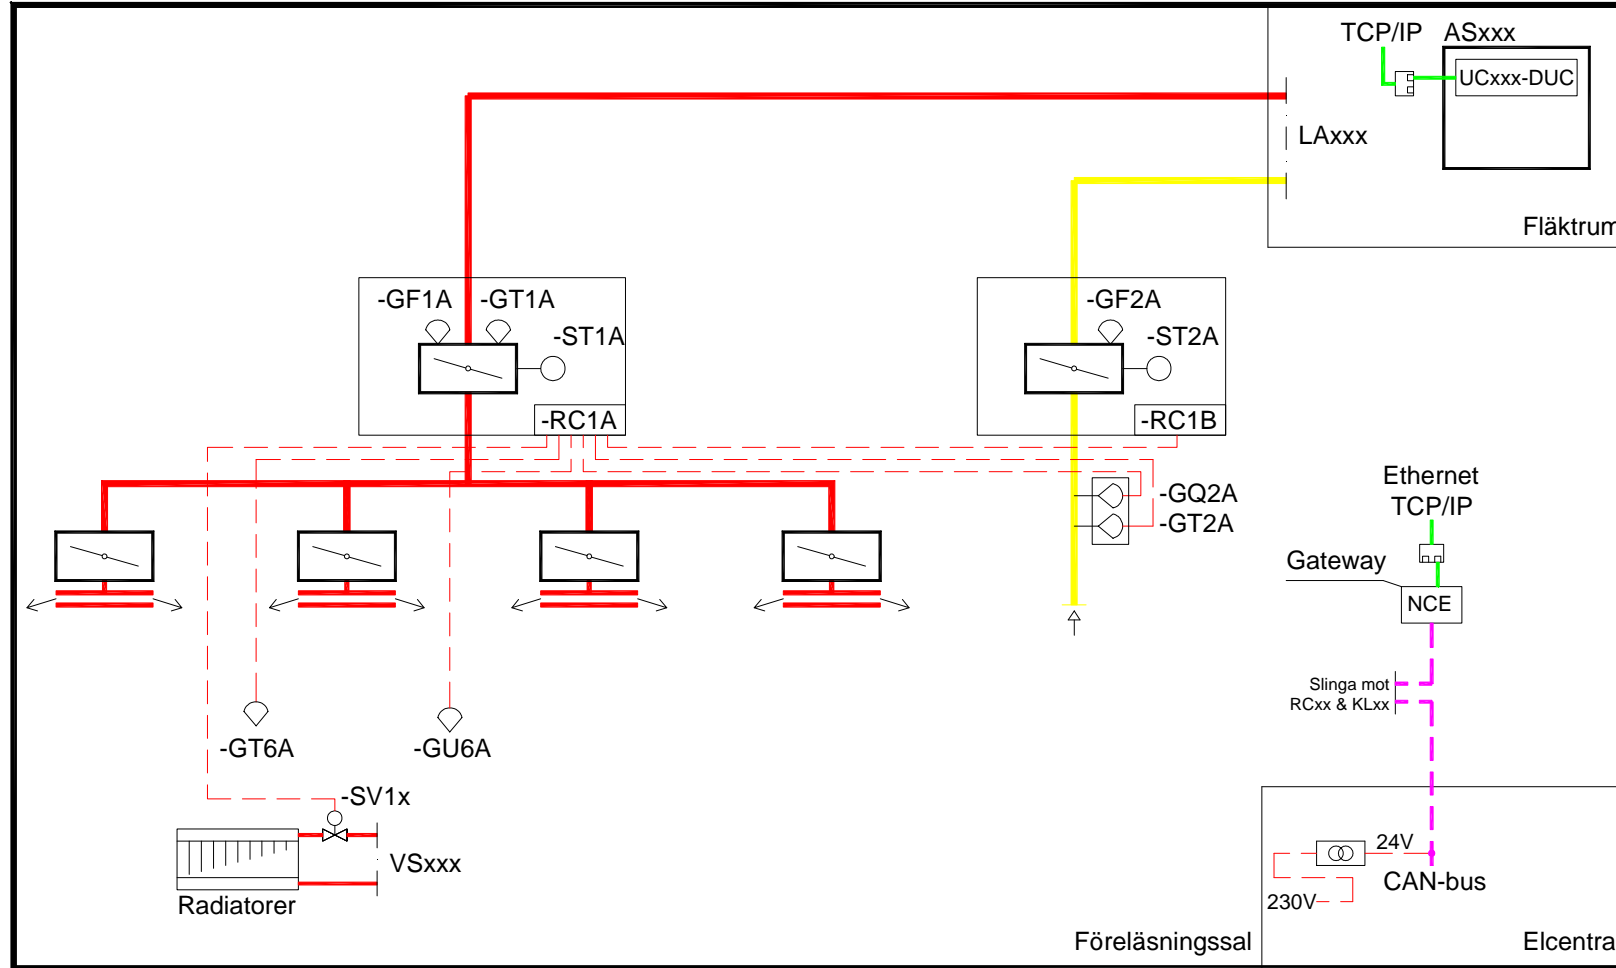 TCP/IP ASxxx
UCxxx-DUC
LAxxx
Fläktrum
-GF1A
-GT1A
-ST1A
-RC1A
-GF2A
-ST2A
-RC1B
-GQ2A
-GT2A
Ethernet
TCP/IP
Gateway
NCE
Slinga mot
RCxx & KLxx
-GT6A
-GU6A
-SV1x
VSxxx
Radiatorer
24V
CAN-bus
230V
Föreläsningssal
Elcentra